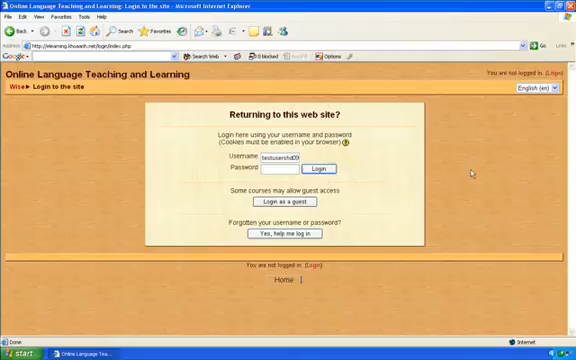 Online Language Teaching and Learning: Login to the site - Microsoft Internet Explorer
File Edit View Favorites Tools Help
Back Search Favorites
Address http://elearning.khoaanh.net/login/index.php Go Links
Google Search Web 0 blocked Options
Online Language Teaching and Learning
You are not logged in. (Login)
Wise ► Login to the site
English (en)
Returning to this web site?
Login here using your username and password
(Cookies must be enabled in your browser)
Username
Password Login
Some courses may allow guest access
Login as a guest
Forgotten your username or password?
Yes, help me log in
You are not logged in. (Login)
Home
Done Internet
start Online Language Tea...